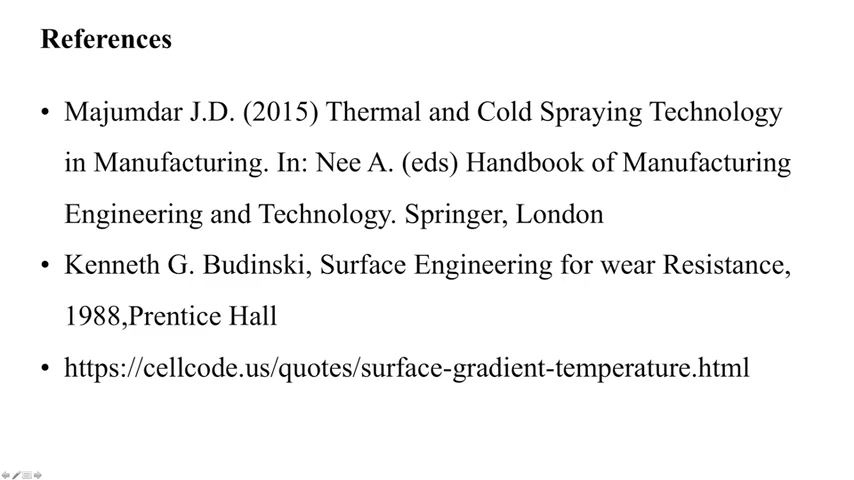 References
• Majumdar J.D. (2015) Thermal and Cold Spraying Technology
in Manufacturing. In: Nee A. (eds) Handbook of Manufacturing
Engineering and Technology. Springer, London
• Kenneth G. Budinski, Surface Engineering for wear Resistance,
1988,Prentice Hall
• https://cellcode.us/quotes/surface-gradient-temperature.html